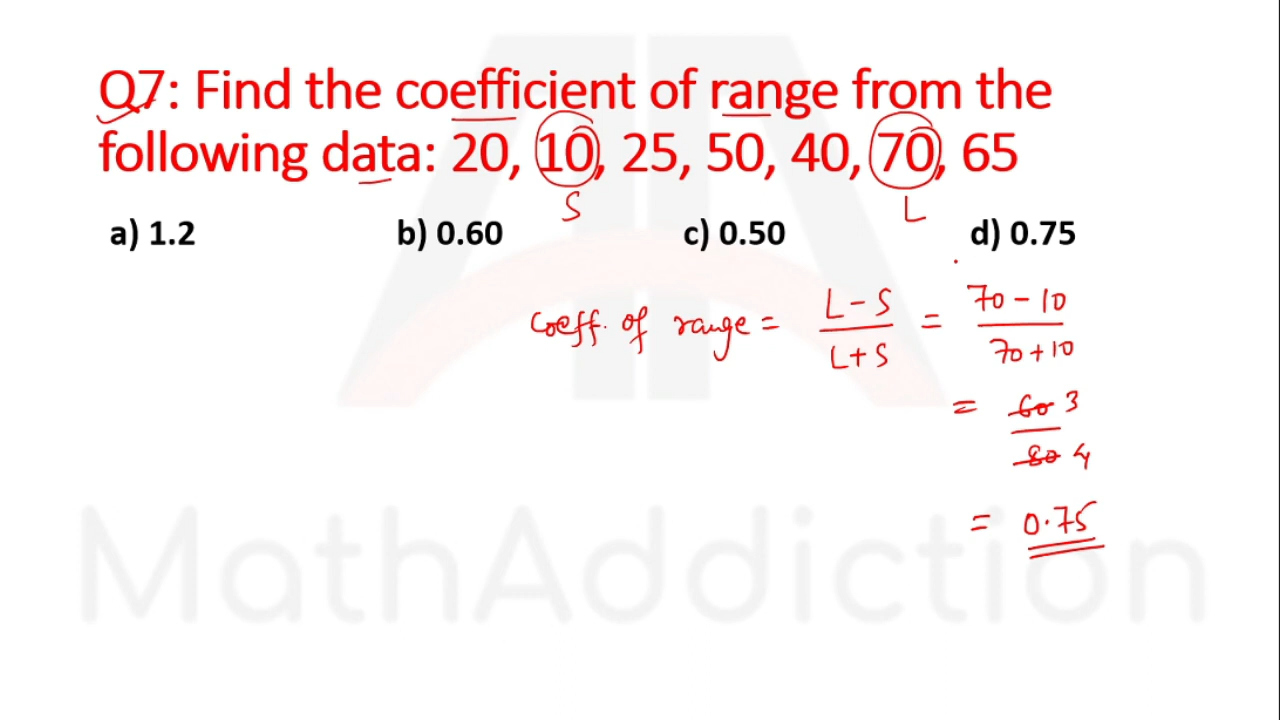 Q7: Find the coefficient of range from the
following data: 20, 10, 25, 50, 40, 70, 65
S L
a) 1.2 b) 0.60 c) 0.50 d) 0.75
coeff. of range = L-S / L+S = 70-10 / 70+10
= 60 3 / 80 4
= 0.75
MathAddiction